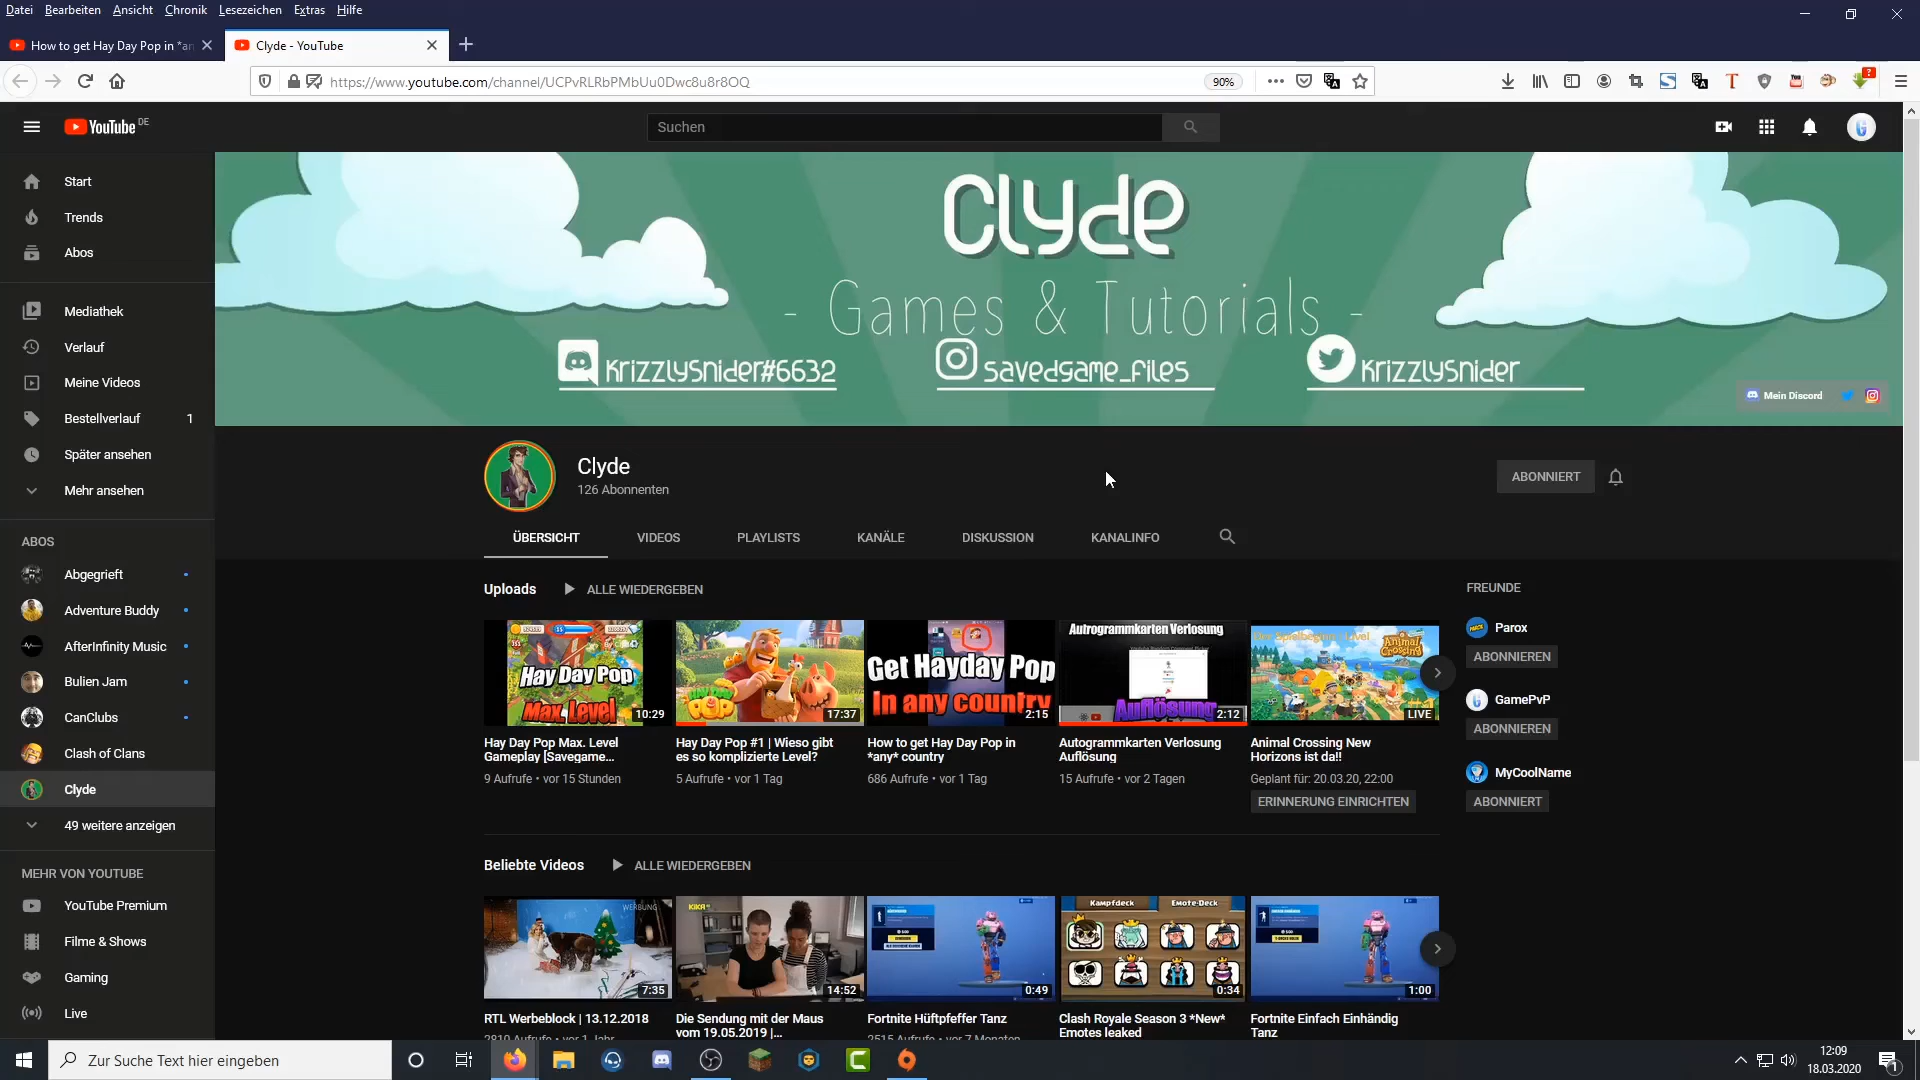 Datei Bearbeiten Ansicht Chronik Lesezeichen Extras Hilfe
How to get Hay Day Pop in *an
Clyde - YouTube
https://www.youtube.com/channel/UCPvRLRbPMbUu0Dwc8u8r8OQ
90%
YouTube DE
Suchen
Start
Trends
Abos
Mediathek
Verlauf
Meine Videos
Bestellverlauf 1
Später ansehen
Mehr ansehen
ABOS
Abgegrieft
Adventure Buddy
AfterInfinity Music
Bulien Jam
CanClubs
Clash of Clans
Clyde
49 weitere anzeigen
MEHR VON YOUTUBE
YouTube Premium
Filme & Shows
Gaming
Live
Clyde
- Games & Tutorials -
KrizzlySnider#6632
savedgame_files
KrizzlySnider
Mein Discord
Clyde
126 Abonnenten
ABONNIERT
ÜBERSICHT VIDEOS PLAYLISTS KANÄLE DISKUSSION KANALINFO
Uploads ALLE WIEDERGEBEN
Hay Day Pop
Max. Level
10:29
Hay Day Pop Max. Level
Gameplay [Savegame...
9 Aufrufe • vor 15 Stunden
HAY DAY
POP
17:37
Hay Day Pop #1 | Wieso gibt
es so komplizierte Level?
5 Aufrufe • vor 1 Tag
Get Hayday Pop
In any country
2:15
How to get Hay Day Pop in
*any* country
686 Aufrufe • vor 1 Tag
Autrogrammkarten Verlosung
Auflösung
2:12
Autogrammkarten Verlosung
Auflösung
15 Aufrufe • vor 2 Tagen
Animal Crossing
LIVE
Animal Crossing New
Horizons ist da!!
Geplant für: 20.03.20, 22:00
ERINNERUNG EINRICHTEN
FREUNDE
Parox
ABONNIEREN
GamePvP
ABONNIEREN
MyCoolName
ABONNIERT
Beliebte Videos ALLE WIEDERGEBEN
WERBUNG
7:35
RTL Werbeblock | 13.12.2018
KiKA
14:52
Die Sendung mit der Maus
vom 19.05.2019 |...
0:49
Fortnite Hüftpfeffer Tanz
Kampfdeck Emote-Deck
0:34
Clash Royale Season 3 *New*
Emotes leaked
1:00
Fortnite Einfach Einhändig
Tanz
Zur Suche Text hier eingeben
12:09
18.03.2020
1